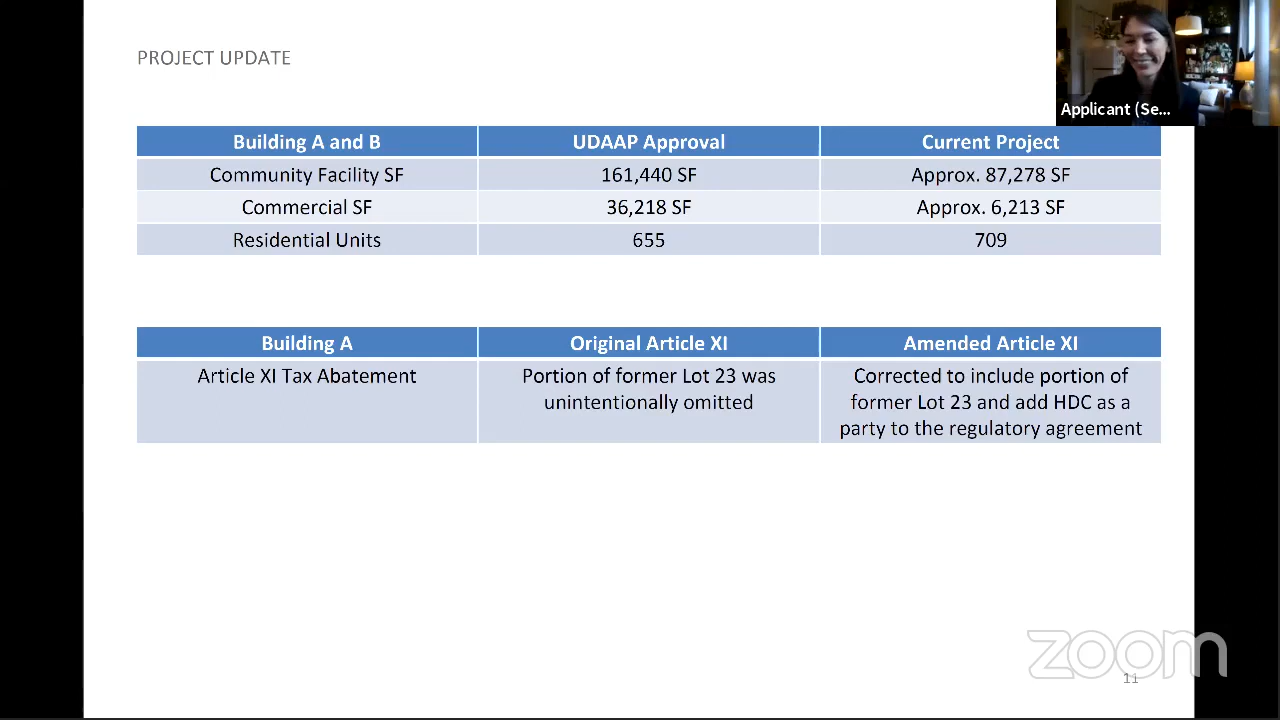 PROJECT UPDATE
Applicant (Se...
Building A and B UDAAP Approval Current Project
Community Facility SF 161,440 SF Approx. 87,278 SF
Commercial SF 36,218 SF Approx. 6,213 SF
Residential Units 655 709
Building A Original Article XI Amended Article XI
Article XI Tax Abatement Portion of former Lot 23 was Corrected to include portion of
unintentionally omitted former Lot 23 and add HDC as a
party to the regulatory agreement
zoom
11